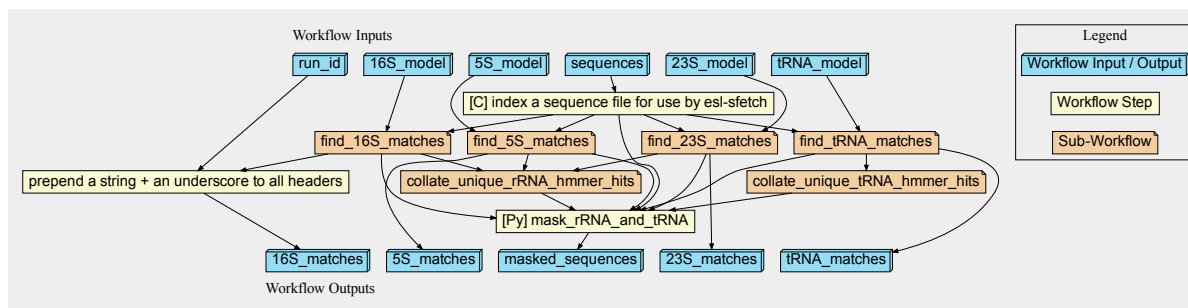 Workflow Inputs
run_id
16S_model
5S_model
sequences
23S_model
tRNA_model
[C] index a sequence file for use by esl-sfetch
find_16S_matches
find_5S_matches
find_23S_matches
find_tRNA_matches
prepend a string + an underscore to all headers
collate_unique_rRNA_hmmer_hits
collate_unique_tRNA_hmmer_hits
[Py] mask_rRNA_and_tRNA
16S_matches
5S_matches
masked_sequences
23S_matches
tRNA_matches
Workflow Outputs
Legend
Workflow Input / Output
Workflow Step
Sub-Workflow